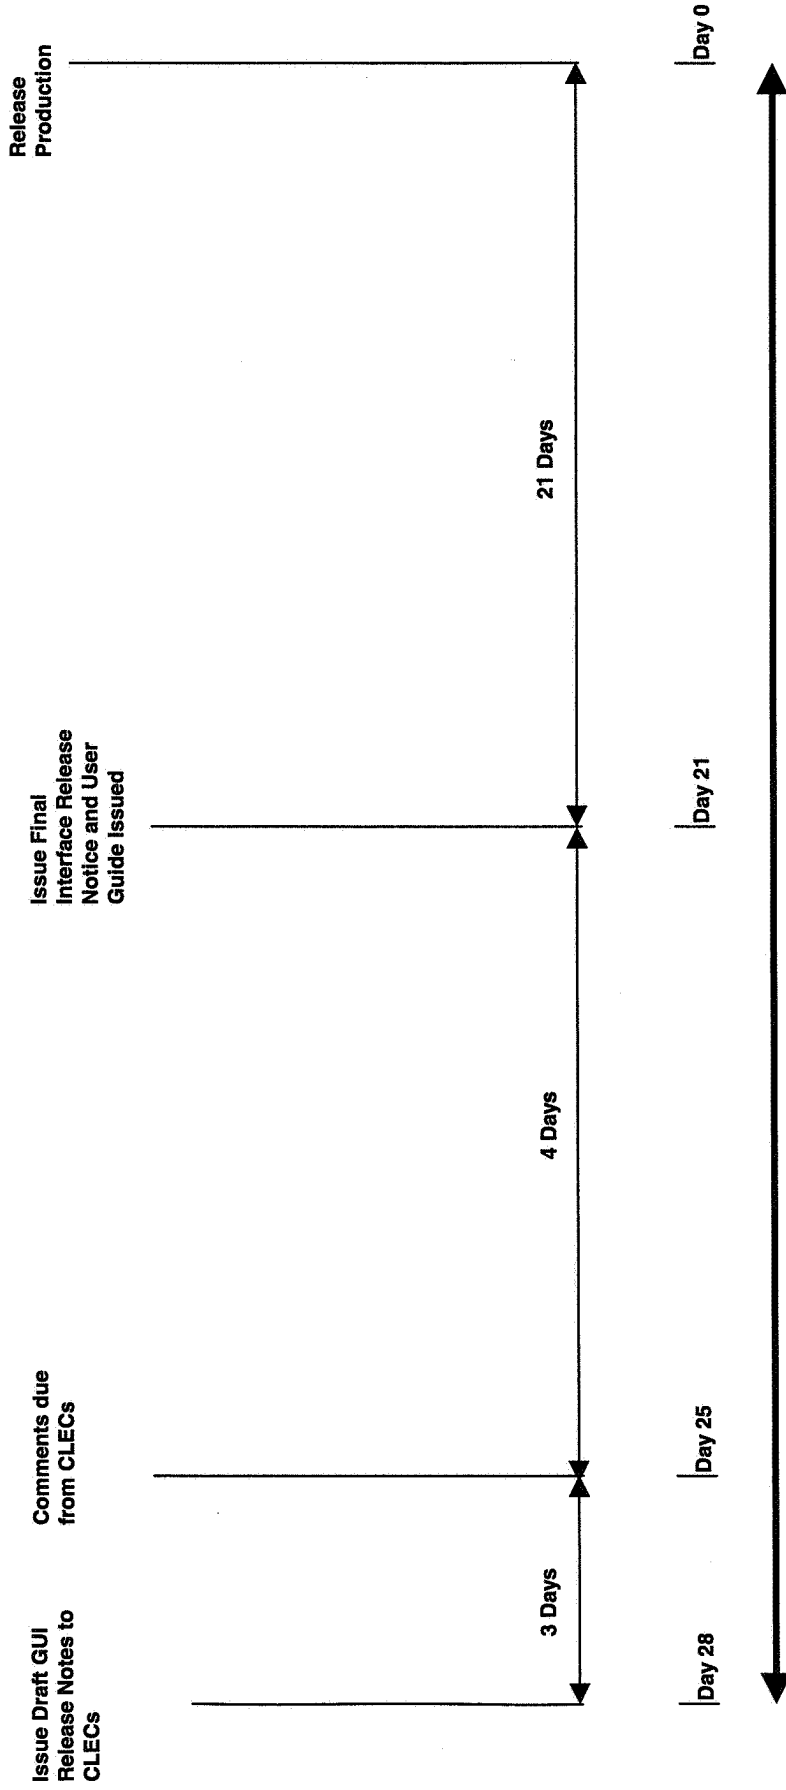 Issue Draft GUI
Release Notes to
CLECs
Comments due
from CLECs
Issue Final
Interface Release
Notice and User
Guide Issued
Release
Production
3 Days
4 Days
21 Days
Day 28
Day 25
Day 21
Day 0